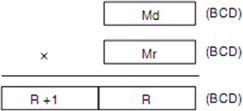 Md (BCD)
× Mr (BCD)
R +1 R (BCD)